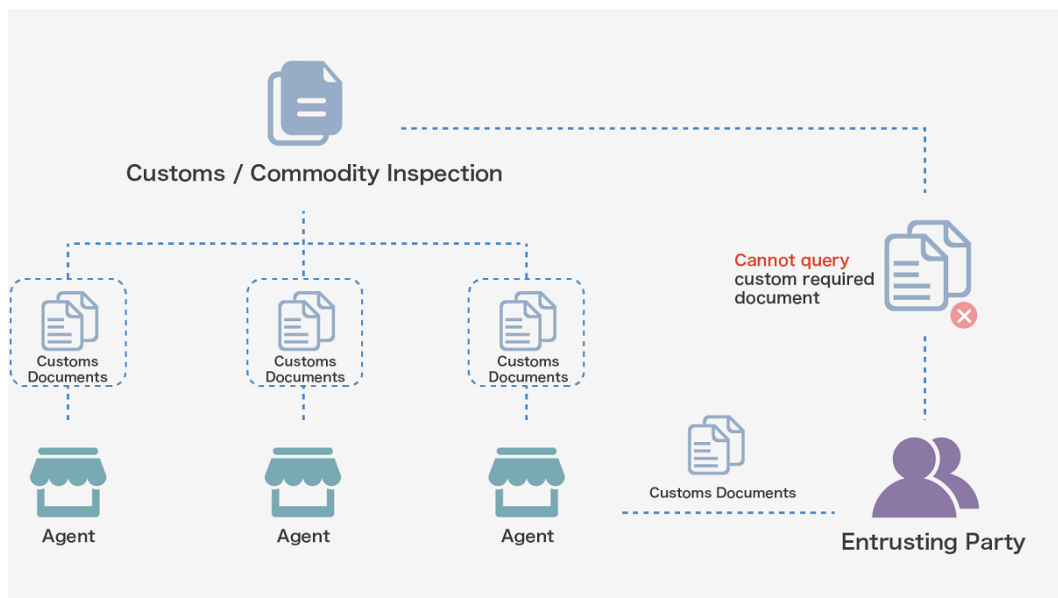 Customs / Commodity Inspection
Cannot query
custom required
document
Customs
Documents
Customs
Documents
Customs
Documents
Customs Documents
Agent
Agent
Agent
Entrusting Party